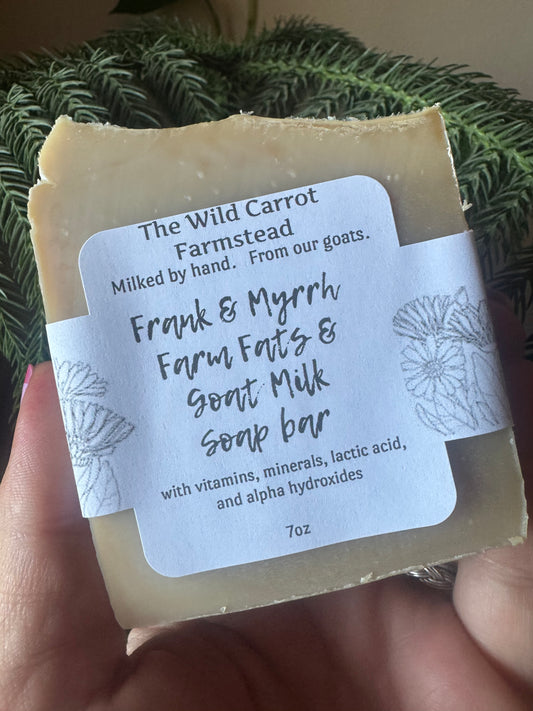 The Wild Carrot
Farmstead
Milked by hand. From our goats.
Frank & Myrrh
Farm Fats &
Goat Milk
Soap bar
with vitamins, minerals, lactic acid,
and alpha hydroxides
7oz